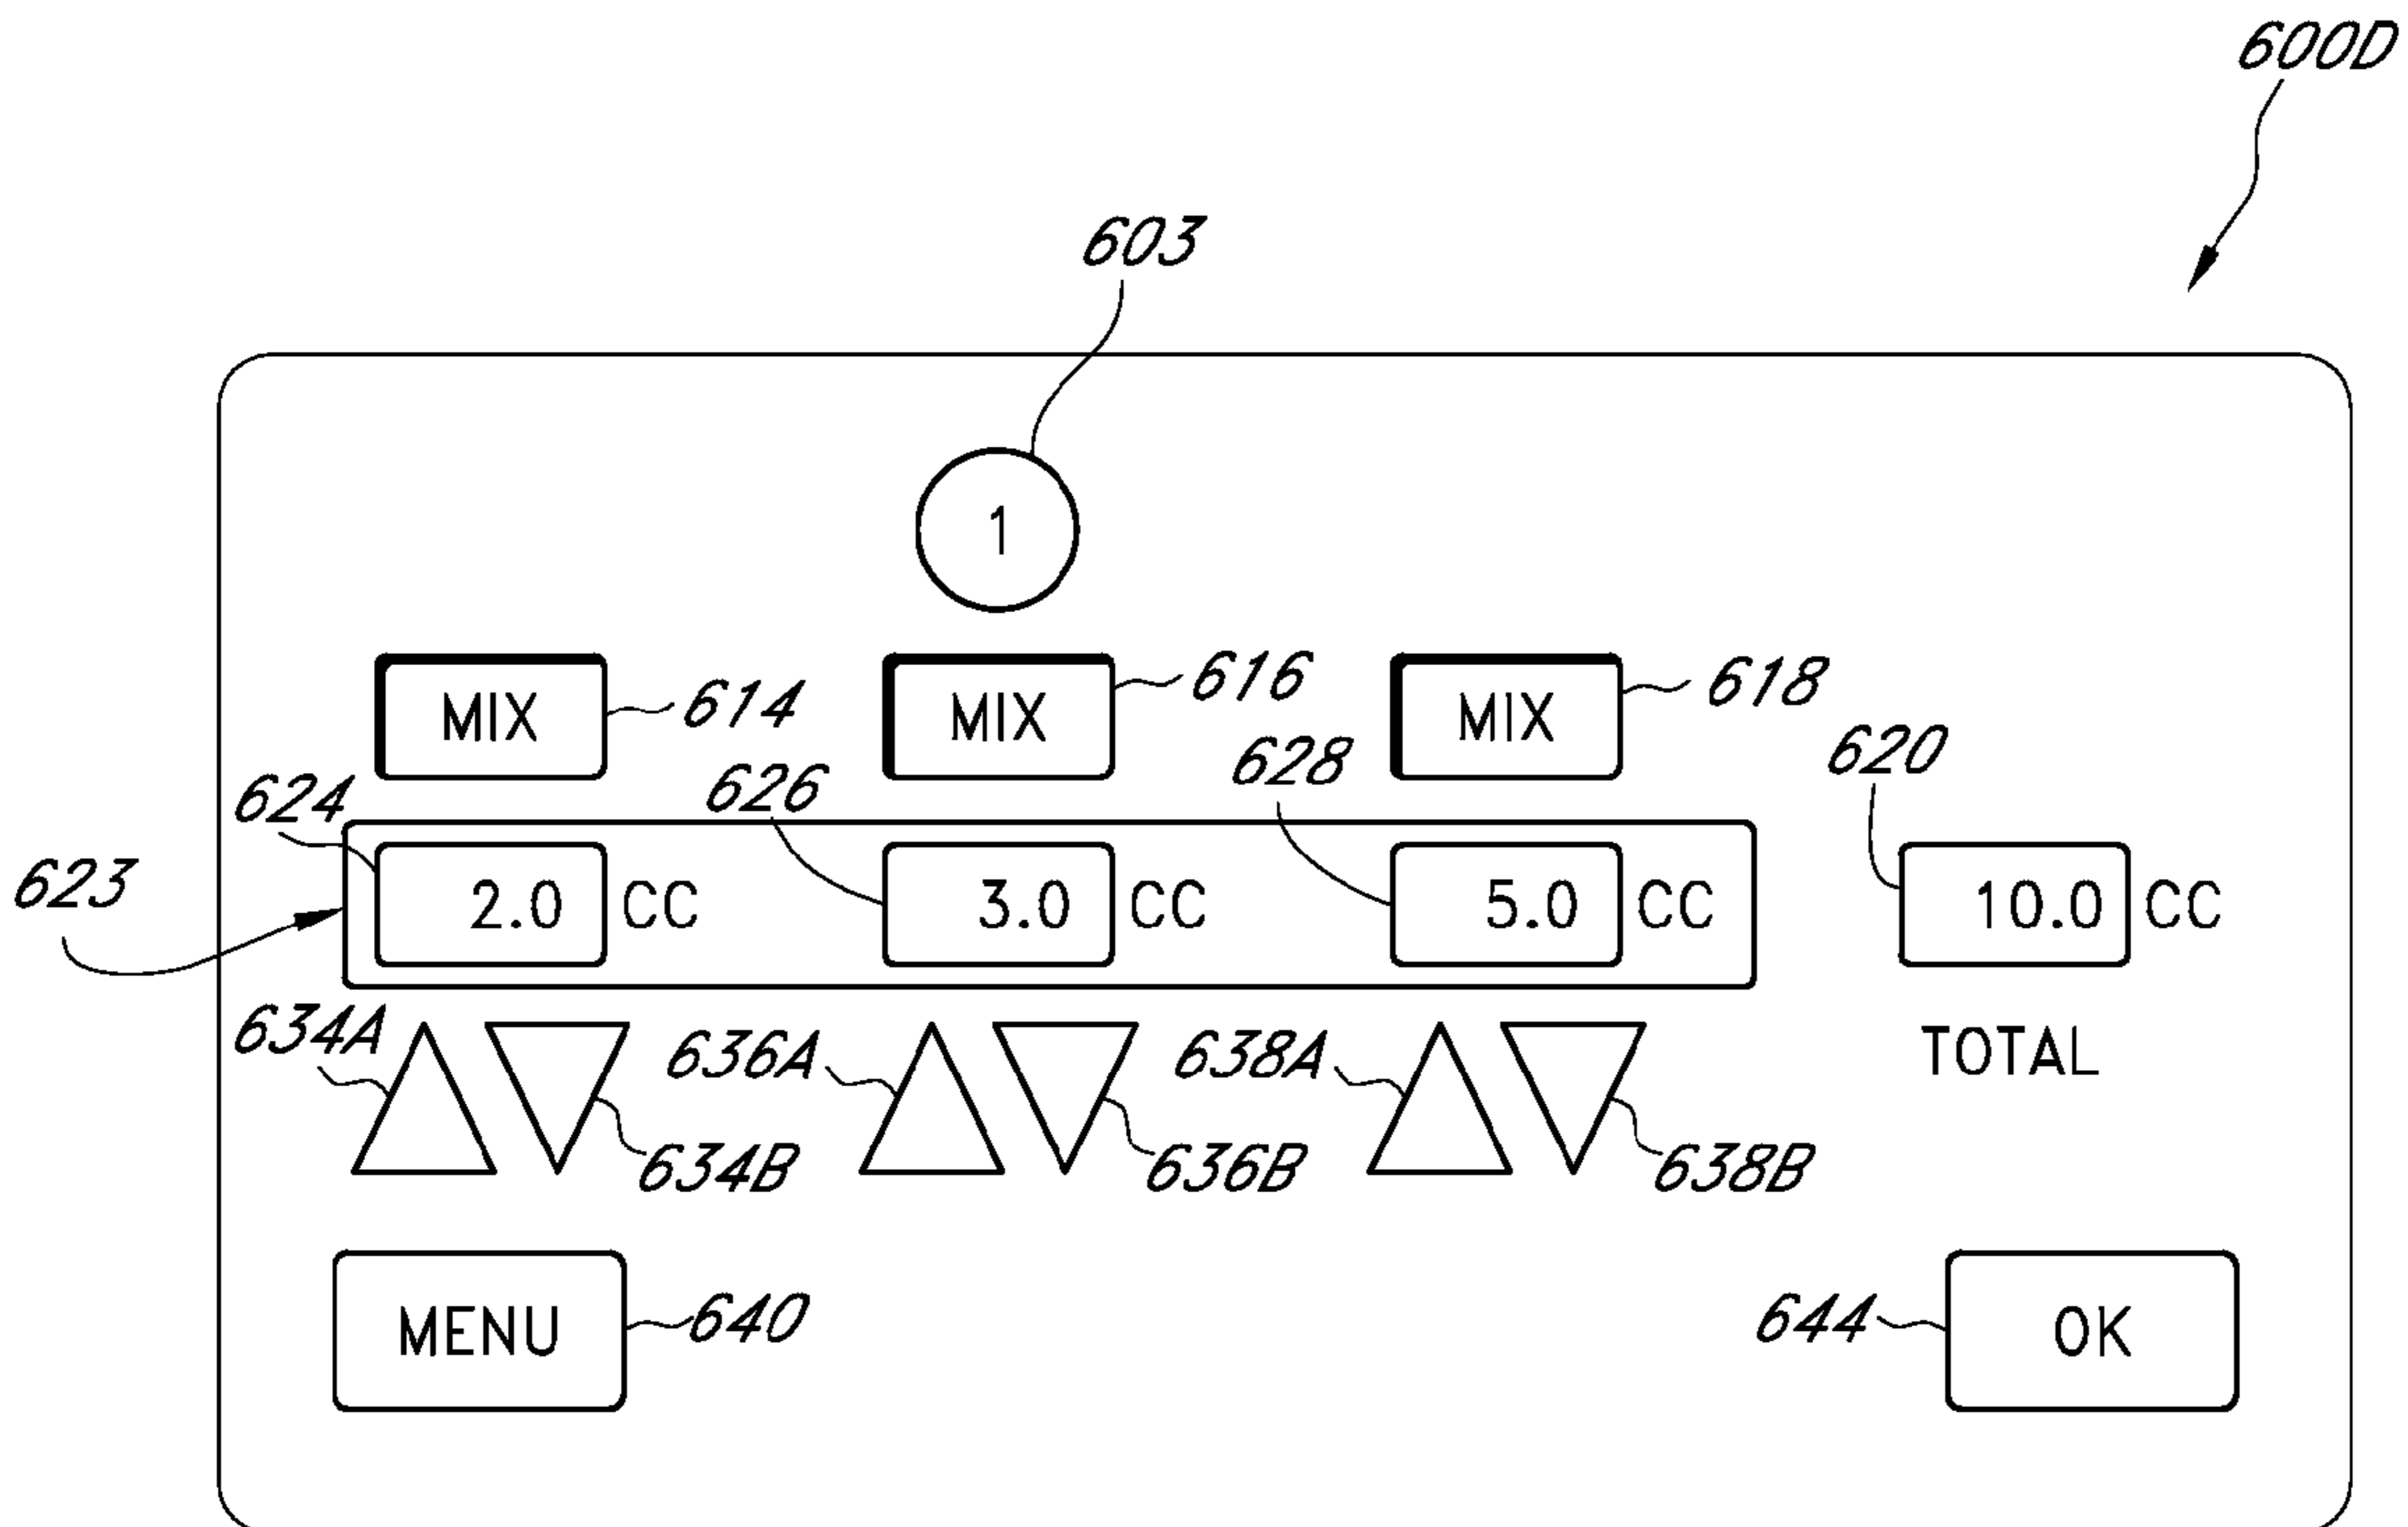 600D
603
1
MIX 614 MIX 616 MIX 618
624 626 628 620
623 2.0 CC 3.0 CC 5.0 CC 10.0 CC
634A 636A 638A TOTAL
634B 636B 638B
MENU 640 644 OK